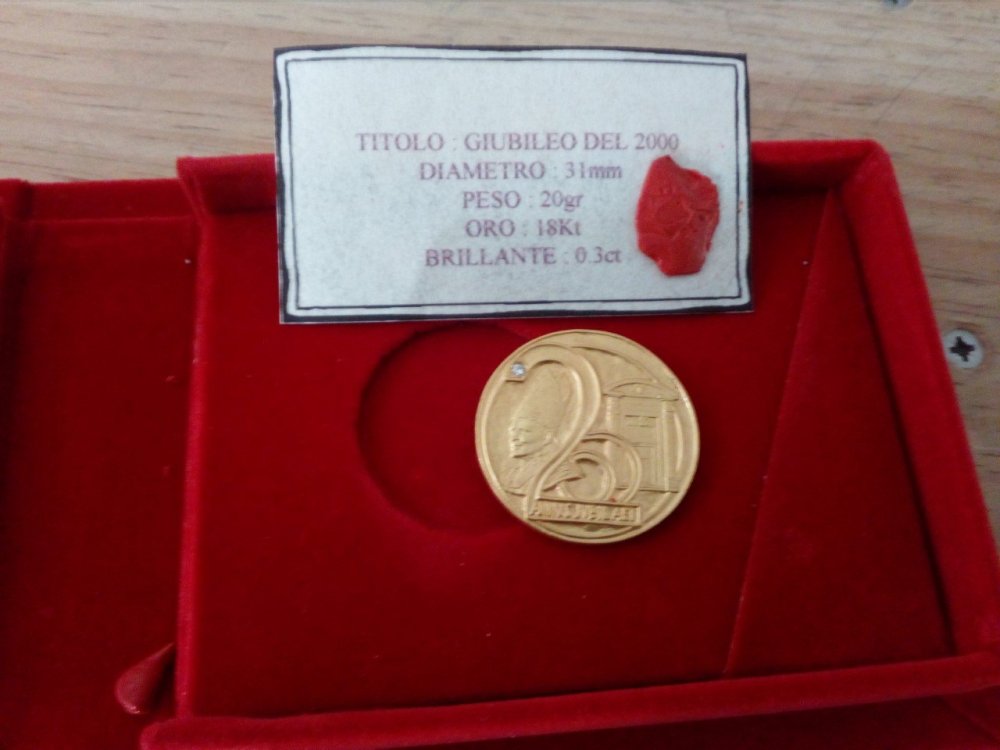 TITOLO : GIUBILEO DEL 2000
DIAMETRO : 31mm
PESO : 20gr
ORO : 18Kt
BRILLANTE : 0.3ct